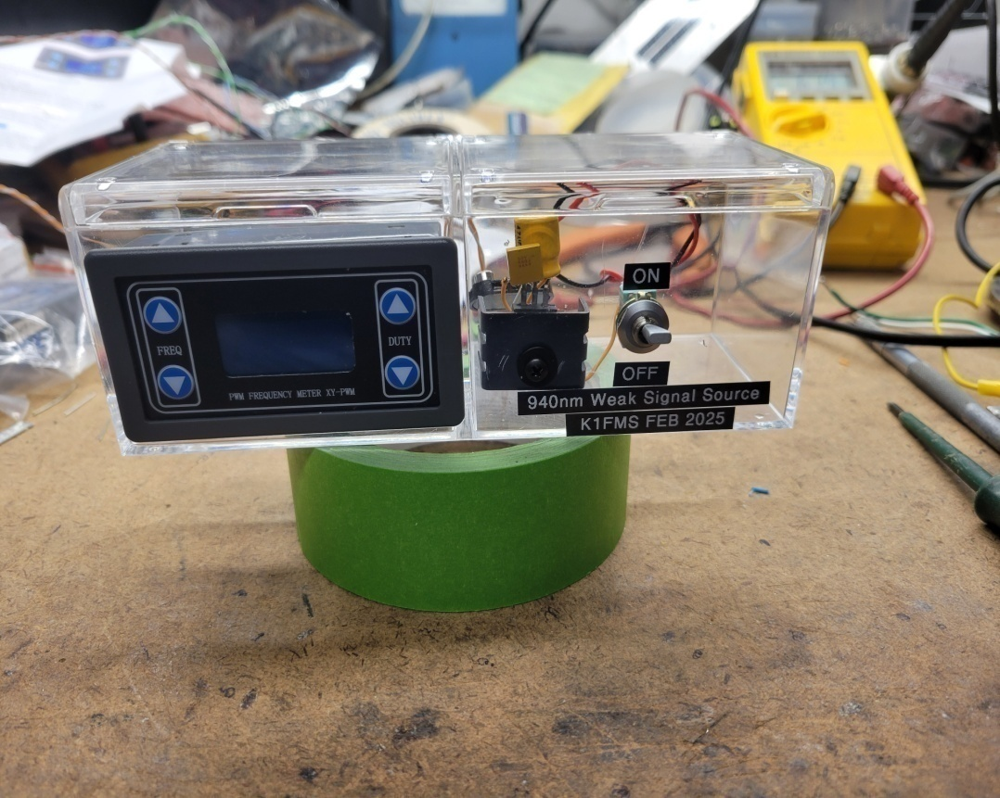 FREQ
DUTY
PWM FREQUENCY METER XY-PWM
ON
OFF
940nm Weak Signal Source
K1FMS FEB 2025